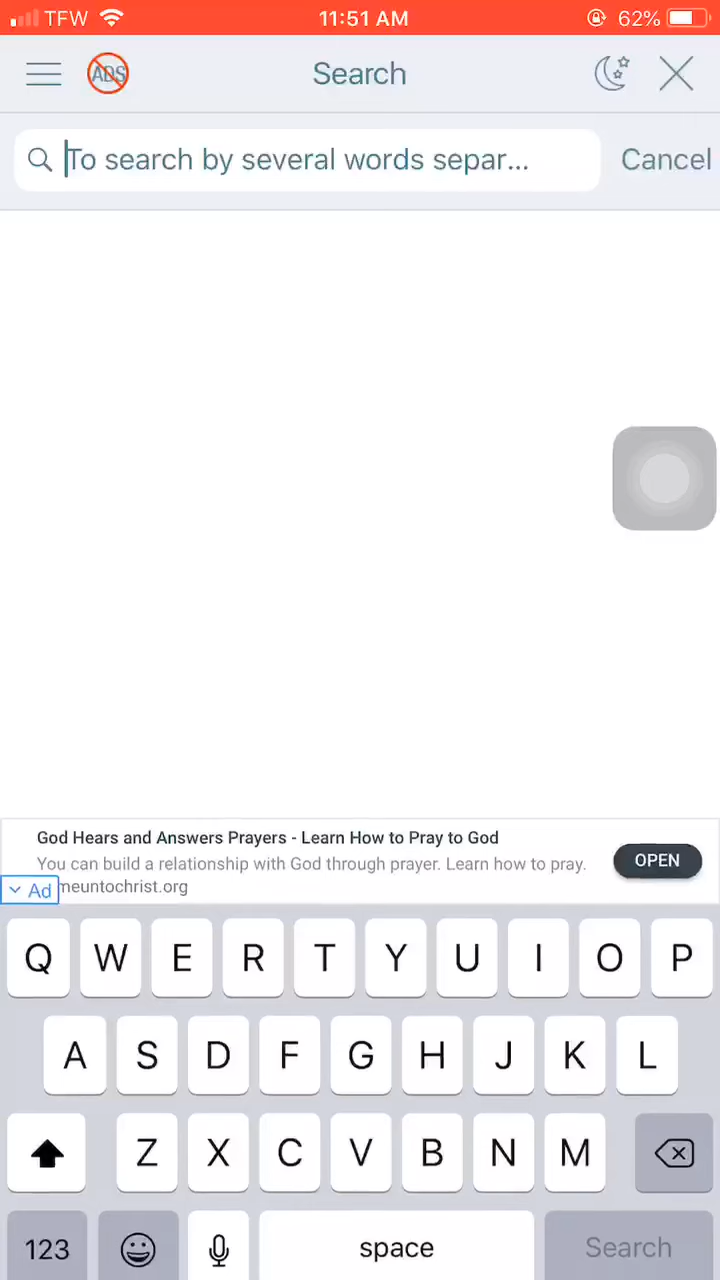 TFW 11:51 AM 62%
ADS Search
To search by several words separ... Cancel
God Hears and Answers Prayers - Learn How to Pray to God
You can build a relationship with God through prayer. Learn how to pray.
OPEN
Ad meuntochrist.org
Q W E R T Y U I O P
A S D F G H J K L
Z X C V B N M
123 space Search